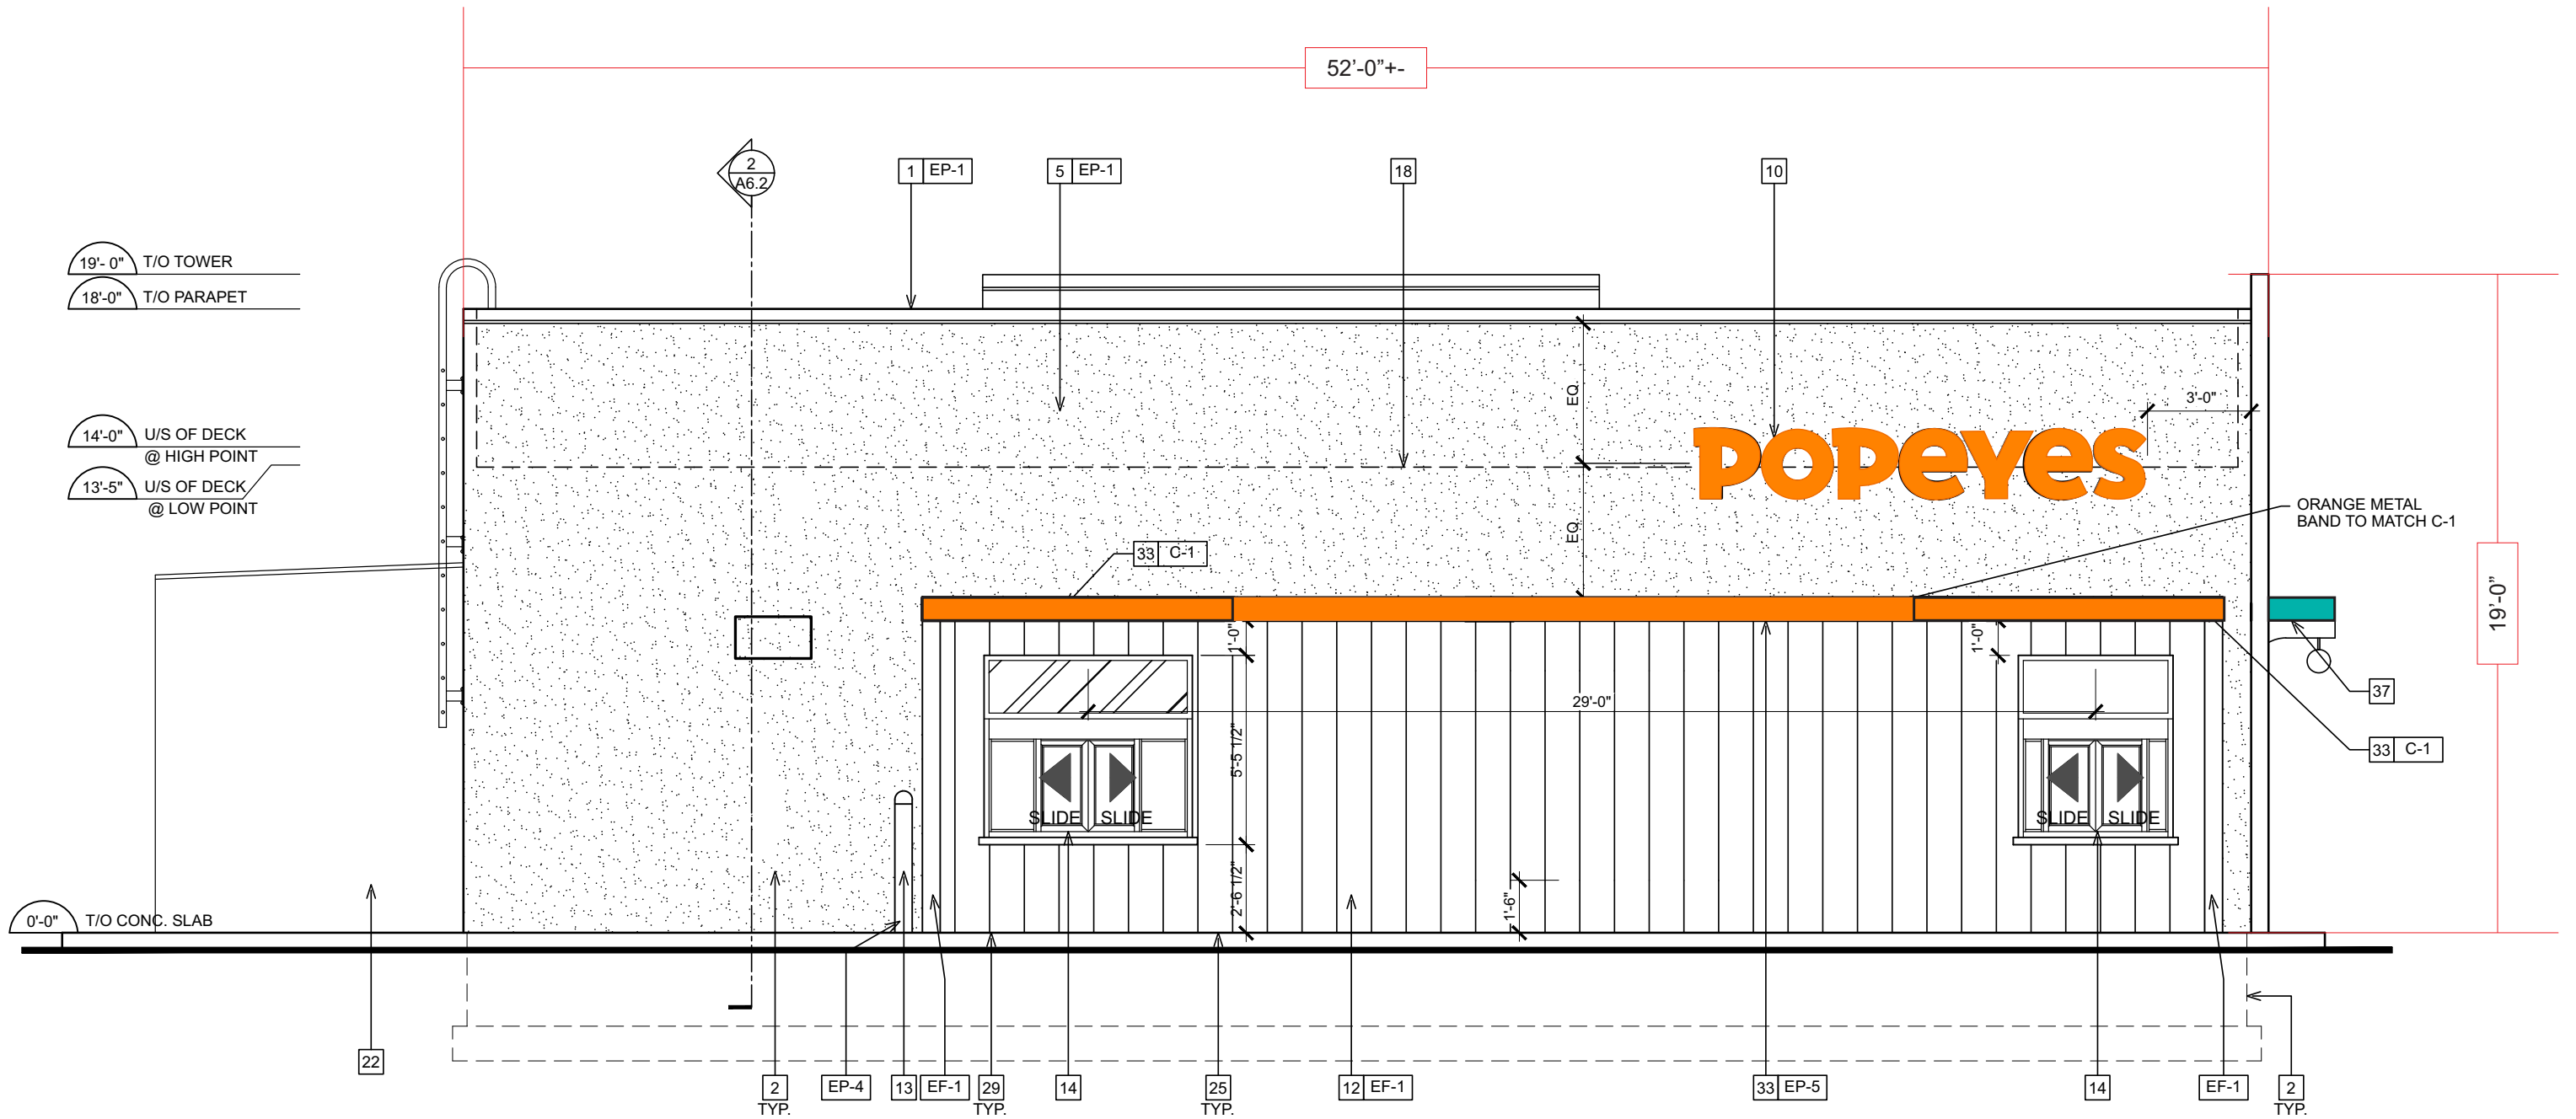 52'-0"+-
2
A6.2
1 EP-1
5 EP-1
18
10
19'- 0" T/O TOWER
18'-0" T/O PARAPET
EQ.
3'-0"
14'-0" U/S OF DECK
@ HIGH POINT
13'-5" U/S OF DECK
@ LOW POINT
POPEYES
EQ.
ORANGE METAL
BAND TO MATCH C-1
33 C-1
19'-0"
1'-0"
1'-0"
37
29'-0"
33 C-1
5'-5 1/2"
SLIDE SLIDE
SLIDE SLIDE
2'-6 1/2"
1'-6"
0'-0" T/O CONC. SLAB
22
2
TYP.
EP-4
13
EF-1
29
TYP.
14
25
TYP.
12 EF-1
33 EP-5
14
EF-1
2
TYP.